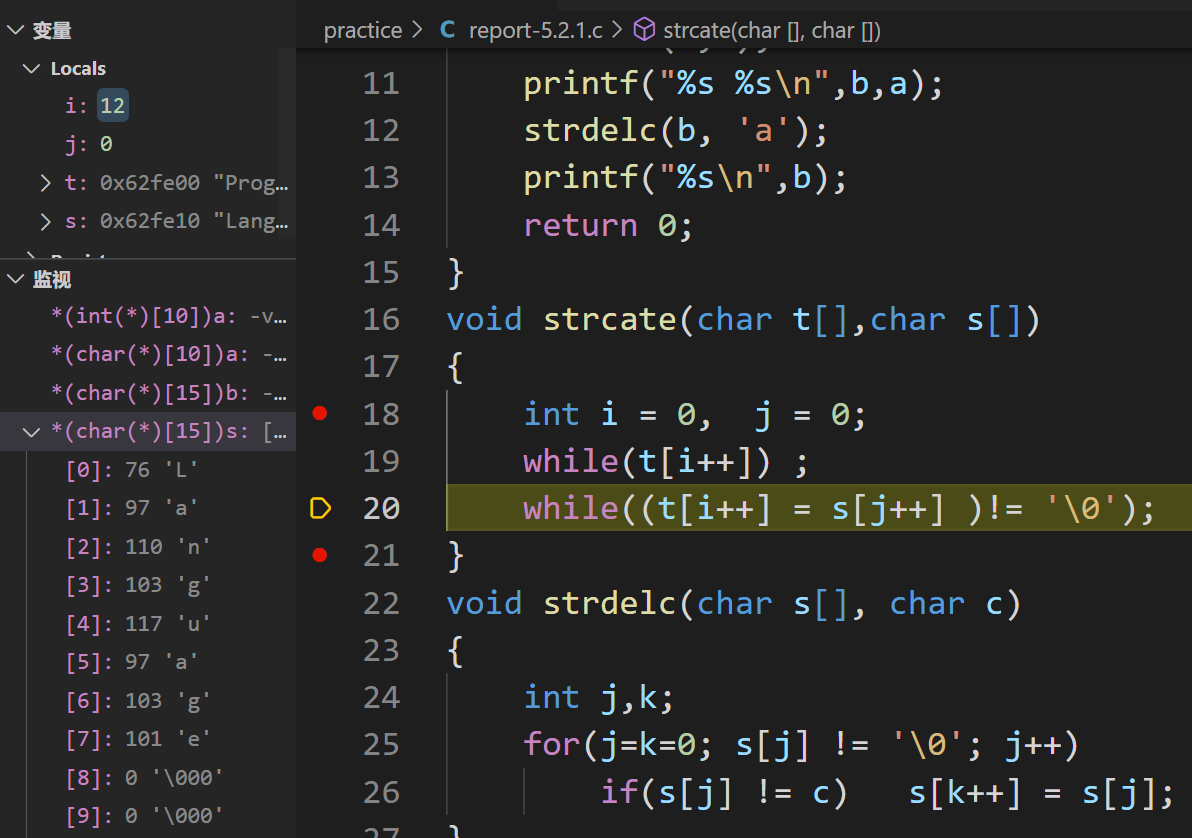 变量
Locals
i: 12
j: 0
t: 0x62fe00 "Prog…
s: 0x62fe10 "Lang…
监视
*(int(*)[10])a: -v…
*(char(*)[10])a: -…
*(char(*)[15])b: -…
*(char(*)[15])s: […
[0]: 76 'L'
[1]: 97 'a'
[2]: 110 'n'
[3]: 103 'g'
[4]: 117 'u'
[5]: 97 'a'
[6]: 103 'g'
[7]: 101 'e'
[8]: 0 '\000'
[9]: 0 '\000'
practice > C report-5.2.1.c > strcate(char [], char [])
11 printf("%s %s\n",b,a);
12 strdelc(b, 'a');
13 printf("%s\n",b);
14 return 0;
15 }
16 void strcate(char t[],char s[])
17 {
18 int i = 0,  j = 0;
19 while(t[i++]) ;
20 while((t[i++] = s[j++] )!= '\0');
21 }
22 void strdelc(char s[], char c)
23 {
24 int j,k;
25 for(j=k=0; s[j] != '\0'; j++)
26 if(s[j] != c)   s[k++] = s[j];
27 }